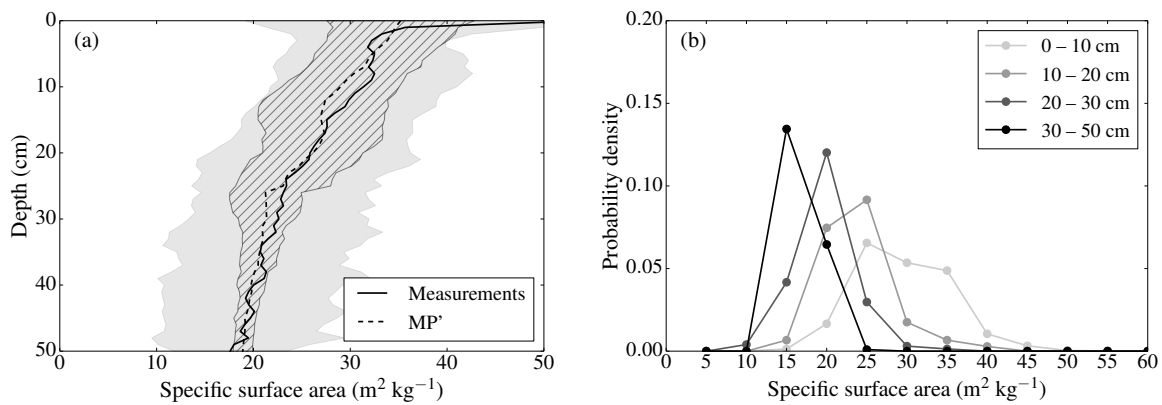 (a)
0
10
20
30
40
50
Depth (cm)
Measurements
MP'
0 10 20 30 40 50
Specific surface area (m² kg⁻¹)
(b)
0.20
0.15
0.10
0.05
0.00
Probability density
0 – 10 cm
10 – 20 cm
20 – 30 cm
30 – 50 cm
0 5 10 15 20 25 30 35 40 45 50 55 60
Specific surface area (m² kg⁻¹)